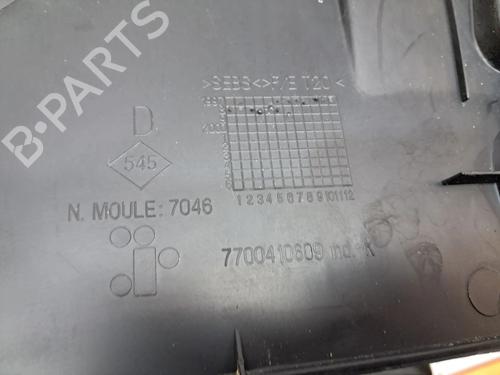 >SEBS<>P/E T20<
D
545
N. MOULE: 7046
1 2 3 4 5 6 7 8 9 10 11 12
7700410609 ind. K
B-PARTS